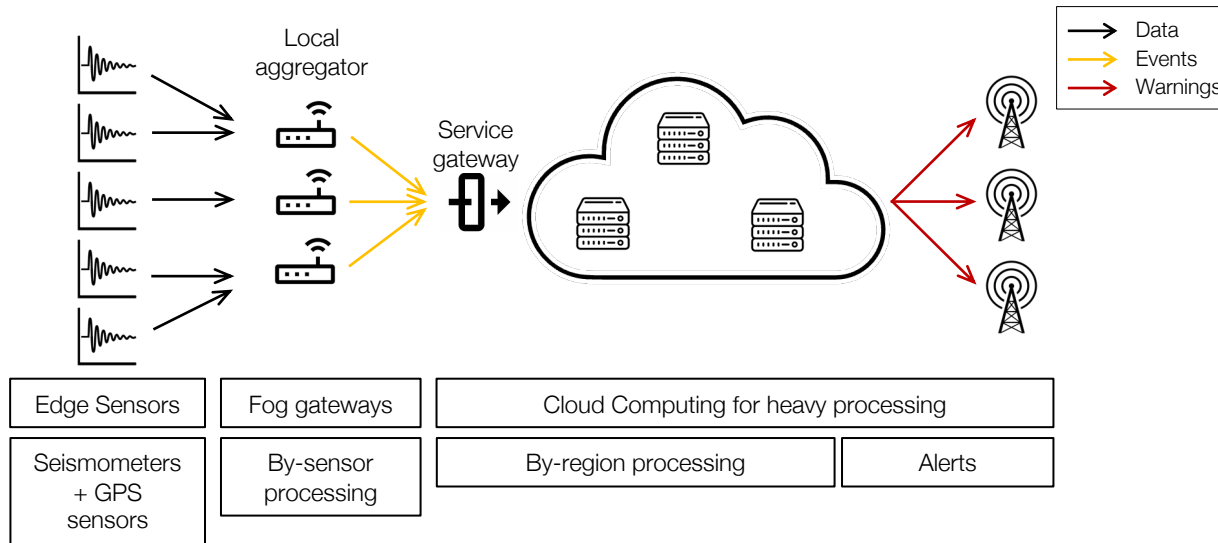 Local
aggregator
Service
gateway
Data
Events
Warnings
Edge Sensors
Fog gateways
Cloud Computing for heavy processing
Seismometers
+ GPS
sensors
By-sensor
processing
By-region processing
Alerts